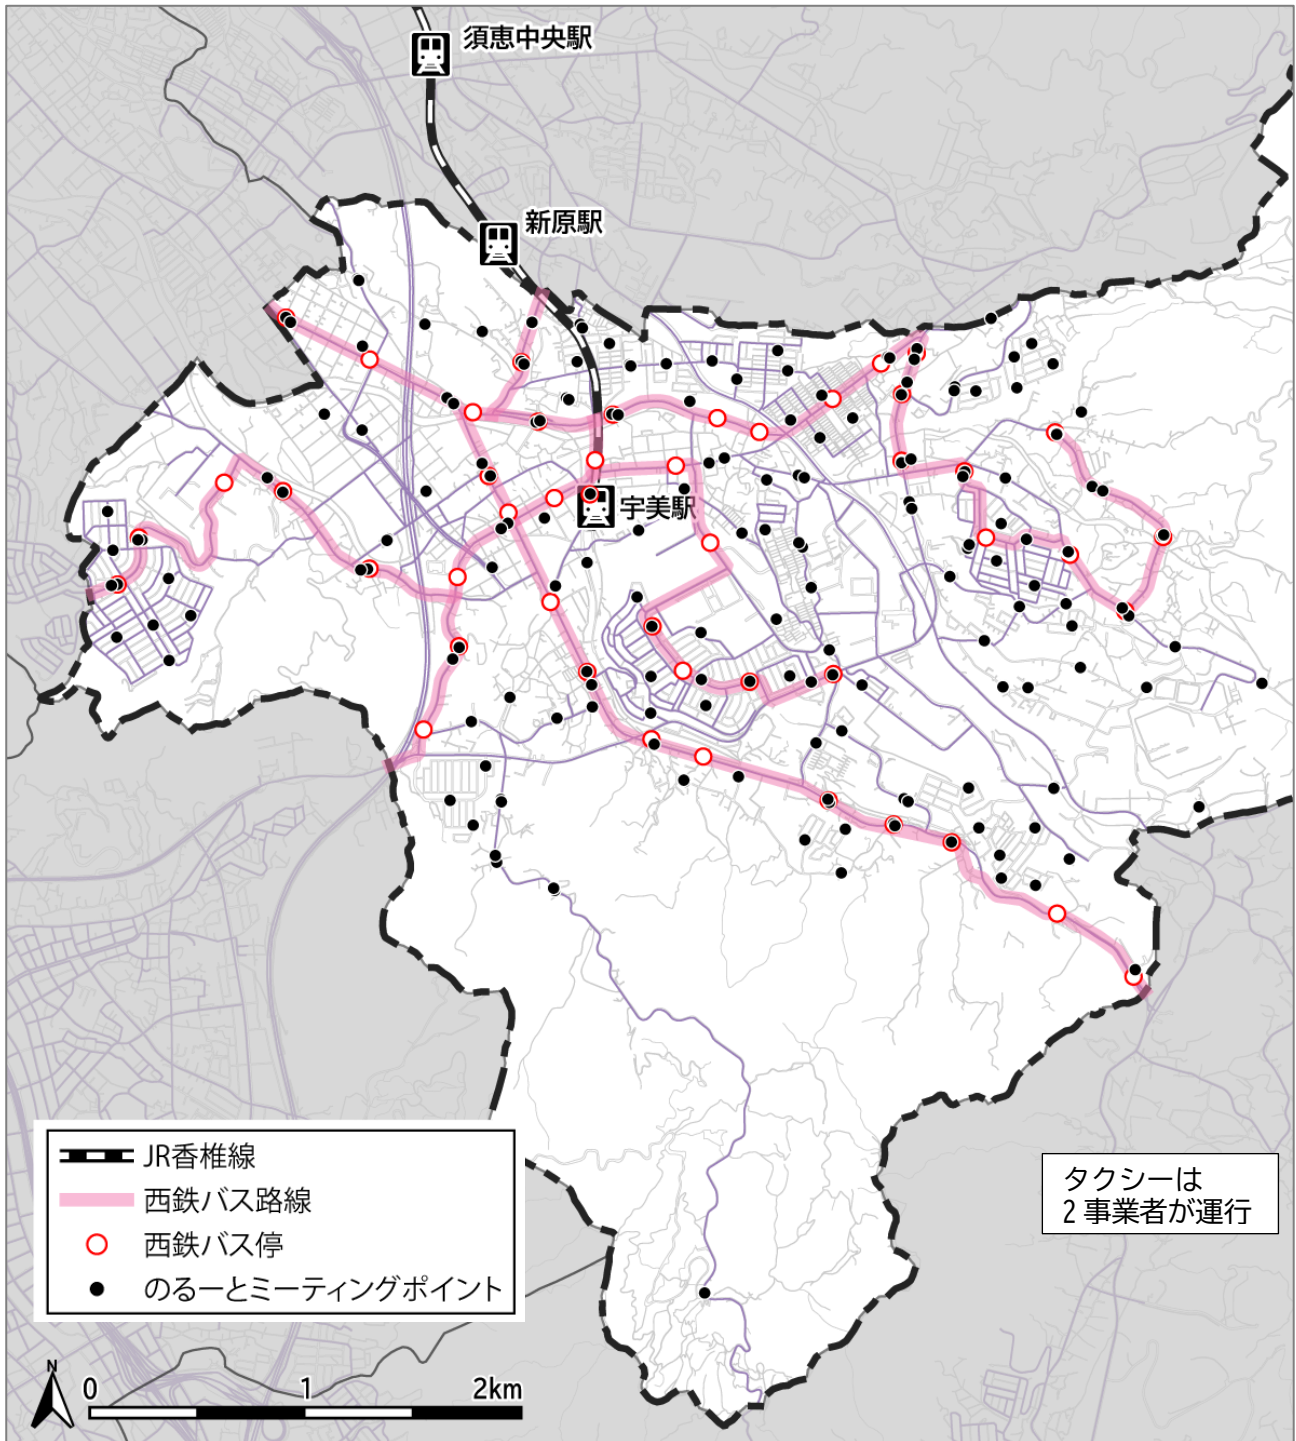 須恵中央駅
新原駅
宇美駅
JR香椎線
西鉄バス路線
西鉄バス停
のるーとミーティングポイント
タクシーは
2 事業者が運行
N
0 1 2km